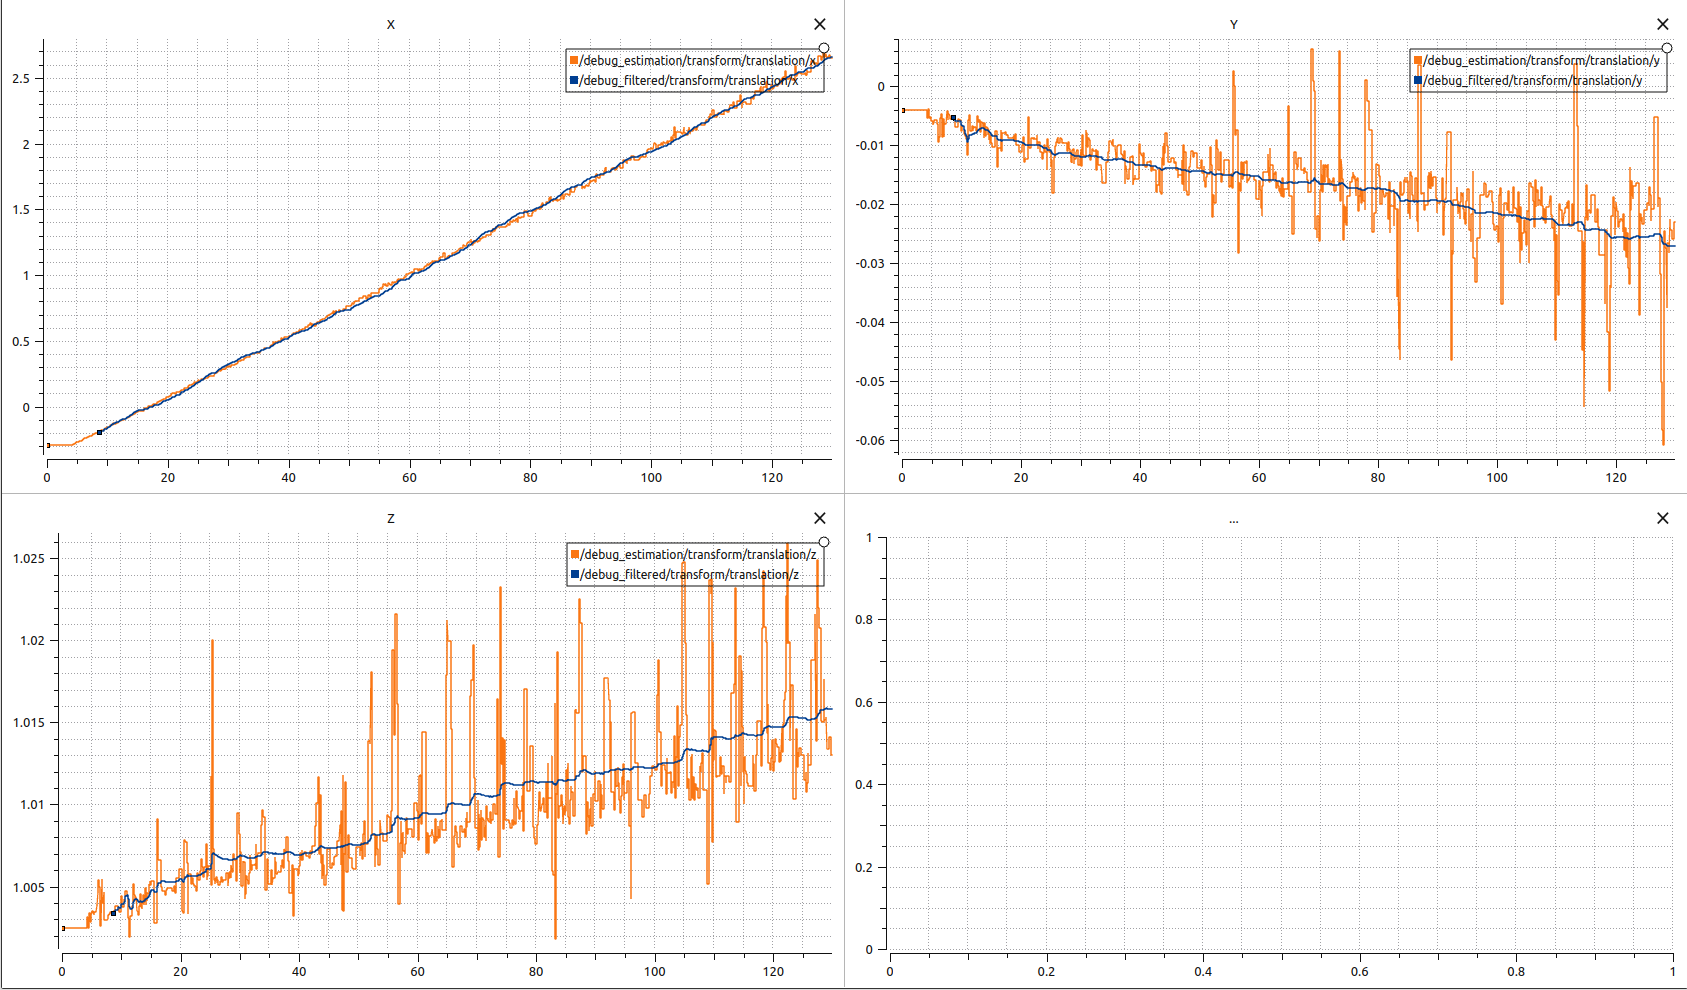 X
/debug_estimation/transform/translation/x
/debug_filtered/transform/translation/x
2.5
2
1.5
1
0.5
0
0 20 40 60 80 100 120
Y
/debug_estimation/transform/translation/y
/debug_filtered/transform/translation/y
0
-0.01
-0.02
-0.03
-0.04
-0.05
-0.06
0 20 40 60 80 100 120
Z
/debug_estimation/transform/translation/z
/debug_filtered/transform/translation/z
1.025
1.02
1.015
1.01
1.005
0 20 40 60 80 100 120
...
1
0.8
0.6
0.4
0.2
0
0 0.2 0.4 0.6 0.8 1